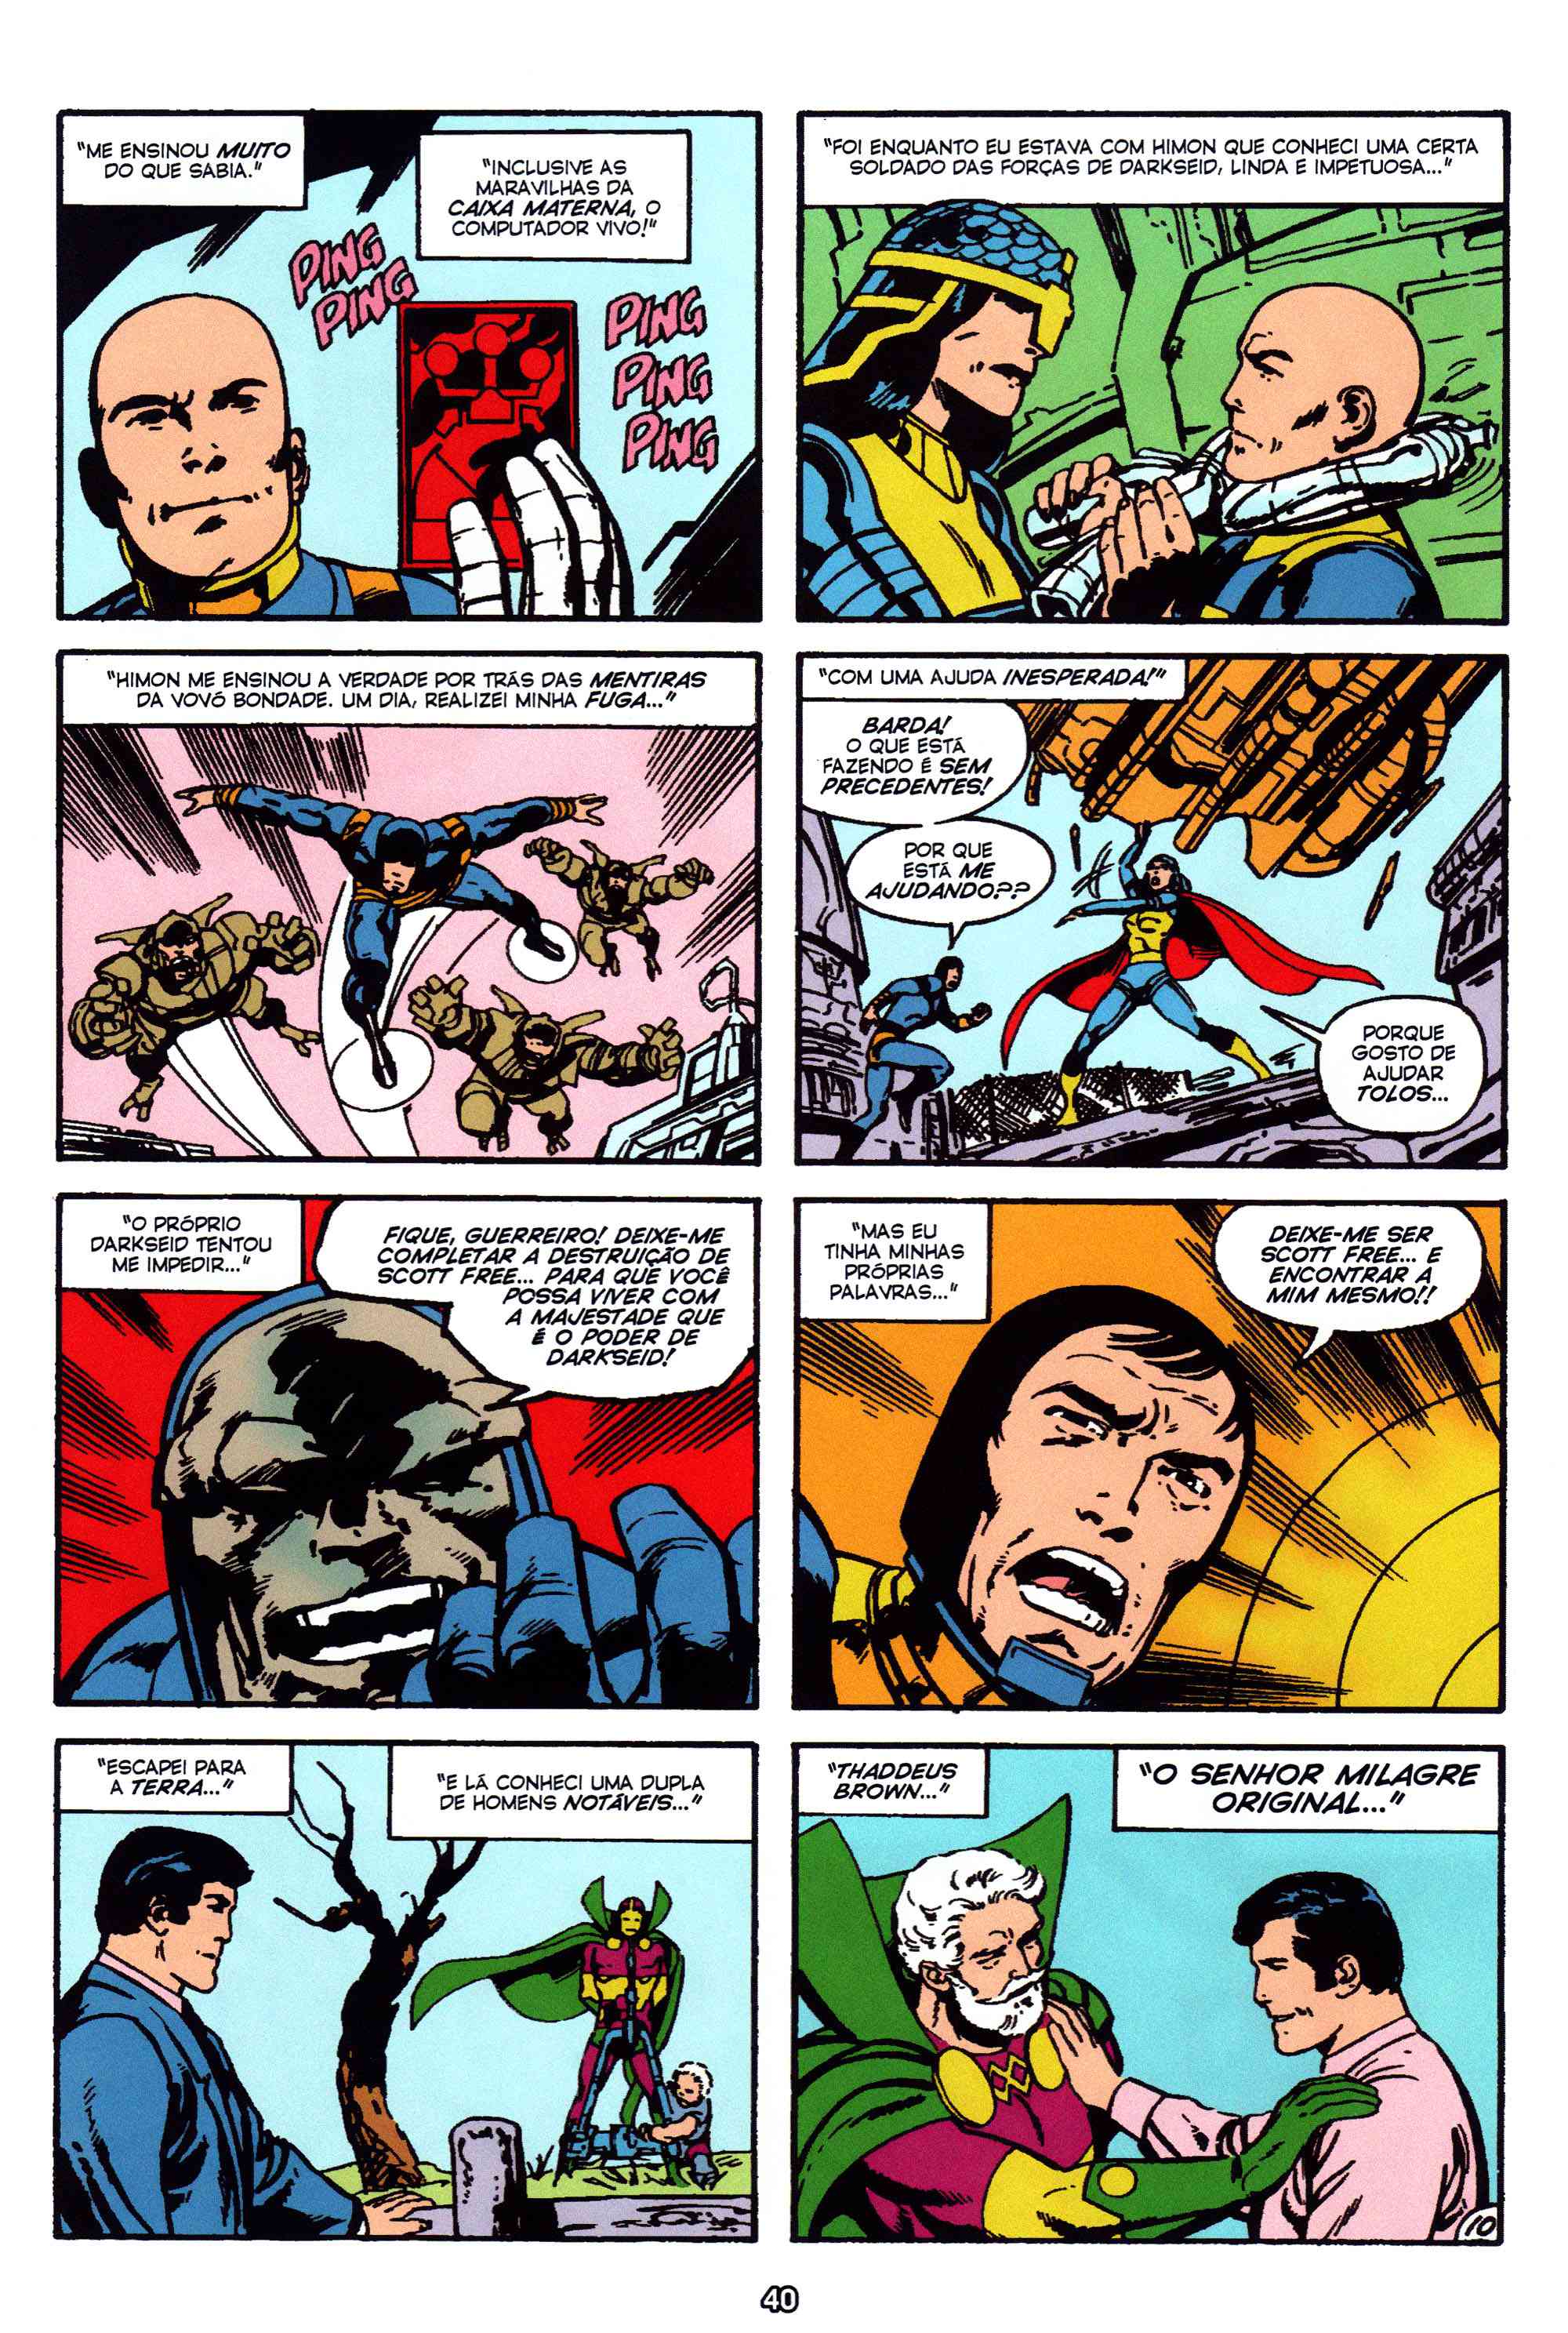 "ME ENSINOU MUITO
DO QUE SABIA."
"INCLUSIVE AS
MARAVILHAS DA
CAIXA MATERNA, O
COMPUTADOR VIVO!"
PING
PING
PING
PING
PING
"FOI ENQUANTO EU ESTAVA COM HIMON QUE CONHECI UMA CERTA
SOLDADO DAS FORÇAS DE DARKSEID, LINDA E IMPETUOSA..."
"HIMON ME ENSINOU A VERDADE POR TRÁS DAS MENTIRAS
DA VOVÓ BONDADE. UM DIA, REALIZEI MINHA FUGA..."
"COM UMA AJUDA INESPERADA!"
BARDA!
O QUE ESTÁ
FAZENDO É SEM
PRECEDENTES!
POR QUE
ESTÁ ME
AJUDANDO??
PORQUE
GOSTO DE
AJUDAR
TOLOS...
"O PRÓPRIO
DARKSEID TENTOU
ME IMPEDIR..."
FIQUE, GUERREIRO! DEIXE-ME
COMPLETAR A DESTRUIÇÃO DE
SCOTT FREE... PARA QUE VOCÊ
POSSA VIVER COM
A MAJESTADE QUE
É O PODER DE
DARKSEID!
"MAS EU
TINHA MINHAS
PRÓPRIAS
PALAVRAS..."
DEIXE-ME SER
SCOTT FREE... E
ENCONTRAR A
MIM MESMO!!
"ESCAPEI PARA
A TERRA..."
"E LÁ CONHECI UMA DUPLA
DE HOMENS NOTÁVEIS..."
"THADDEUS
BROWN..."
"O SENHOR MILAGRE
ORIGINAL..."
10
40